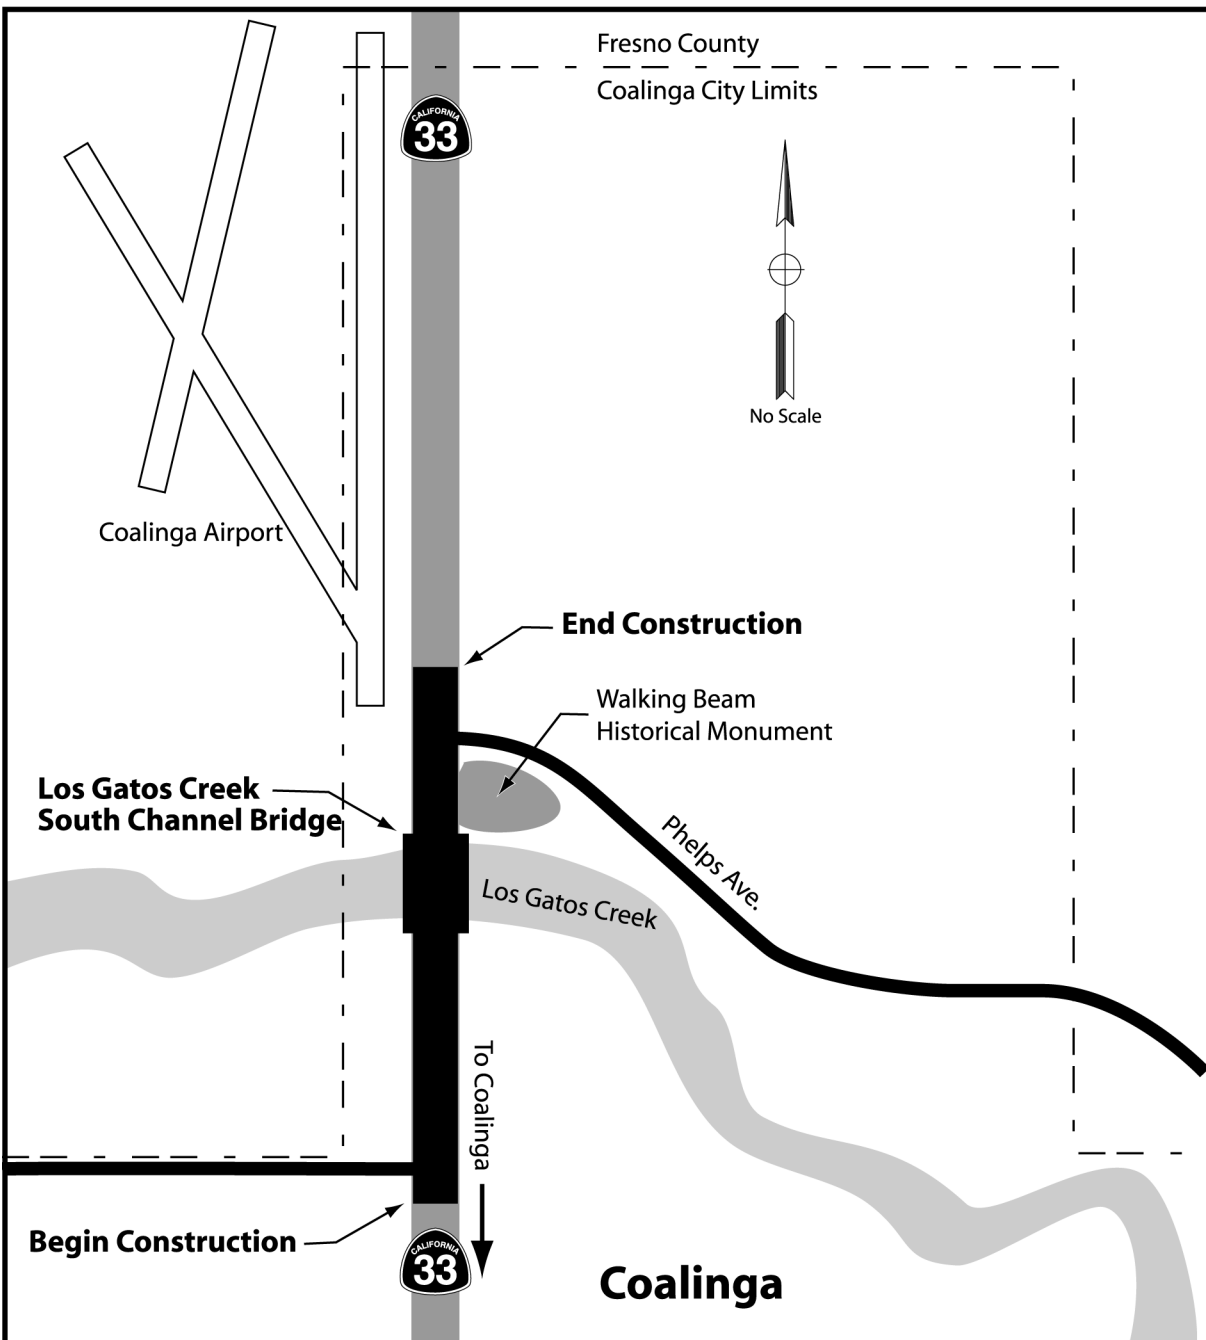 Fresno County
Coalinga City Limits
CALIFORNIA
33
No Scale
Coalinga Airport
End Construction
Walking Beam
Historical Monument
Los Gatos Creek
South Channel Bridge
Phelps Ave.
Los Gatos Creek
To Coalinga
Begin Construction
CALIFORNIA
33
Coalinga